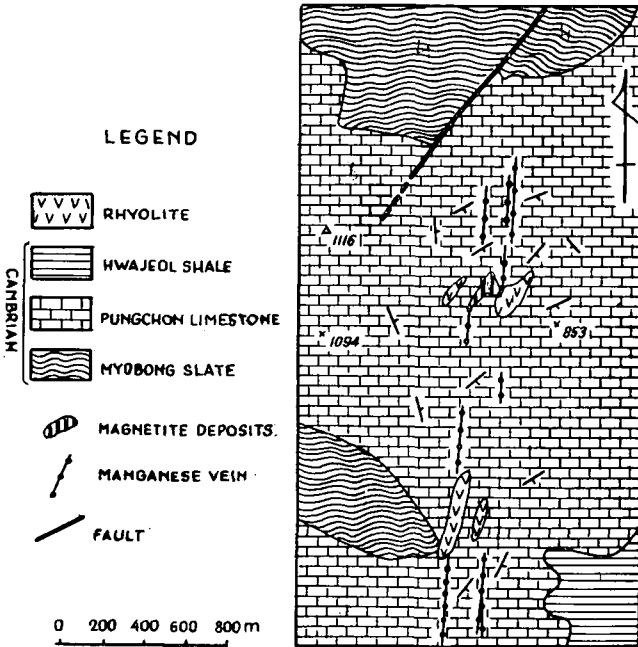 LEGEND
RHYOLITE
HWAJEOL SHALE
PUNGCHON LIMESTONE
MYOBONG SLATE
CAMBRIAN
MAGNETITE DEPOSITS.
MANGANESE VEIN
FAULT
0 200 400 600 800 m
1116
1094
853